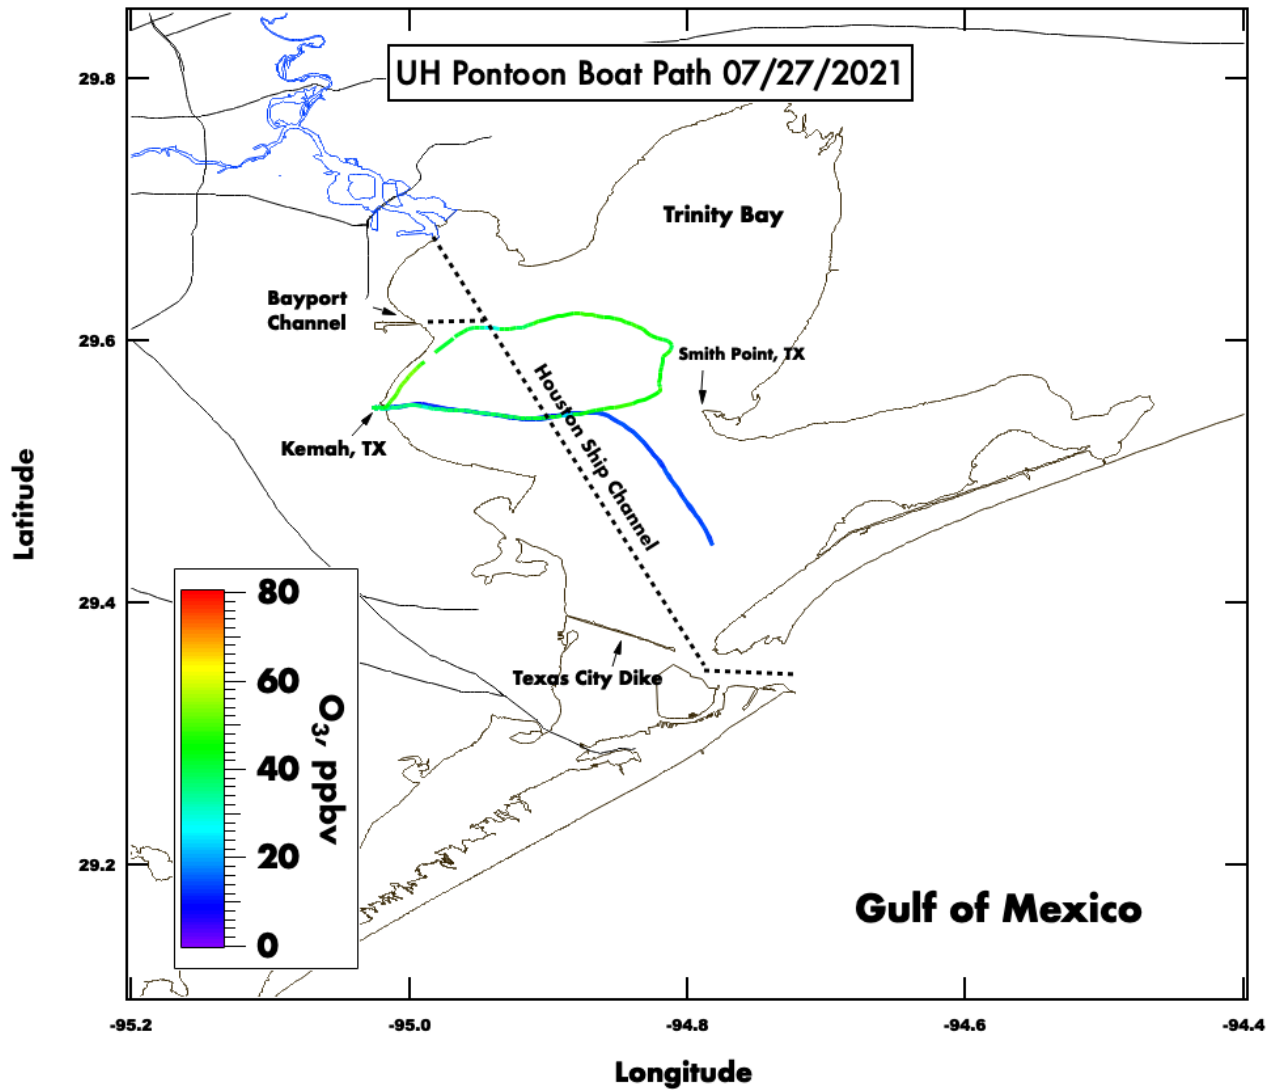 UH Pontoon Boat Path 07/27/2021
29.8
29.6
29.4
29.2
Latitude
Trinity Bay
Bayport
Channel
Smith Point, TX
Houston Ship Channel
Kemah, TX
Texas City Dike
80
60
40
20
0
O3, ppbv
Gulf of Mexico
-95.2
-95.0
-94.8
-94.6
-94.4
Longitude